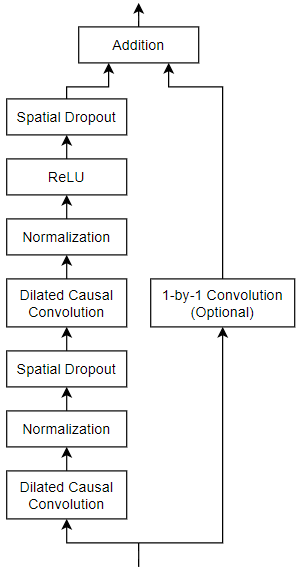 Addition
Spatial Dropout
ReLU
Normalization
Dilated Causal
Convolution
1-by-1 Convolution
(Optional)
Spatial Dropout
Normalization
Dilated Causal
Convolution